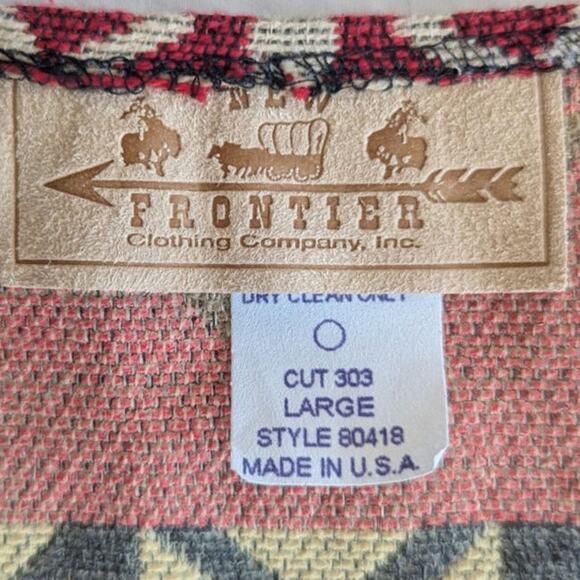 NEW
FRONTIER
Clothing Company, Inc.
DRY CLEAN ONLY
CUT 303
LARGE
STYLE 80418
MADE IN U.S.A.